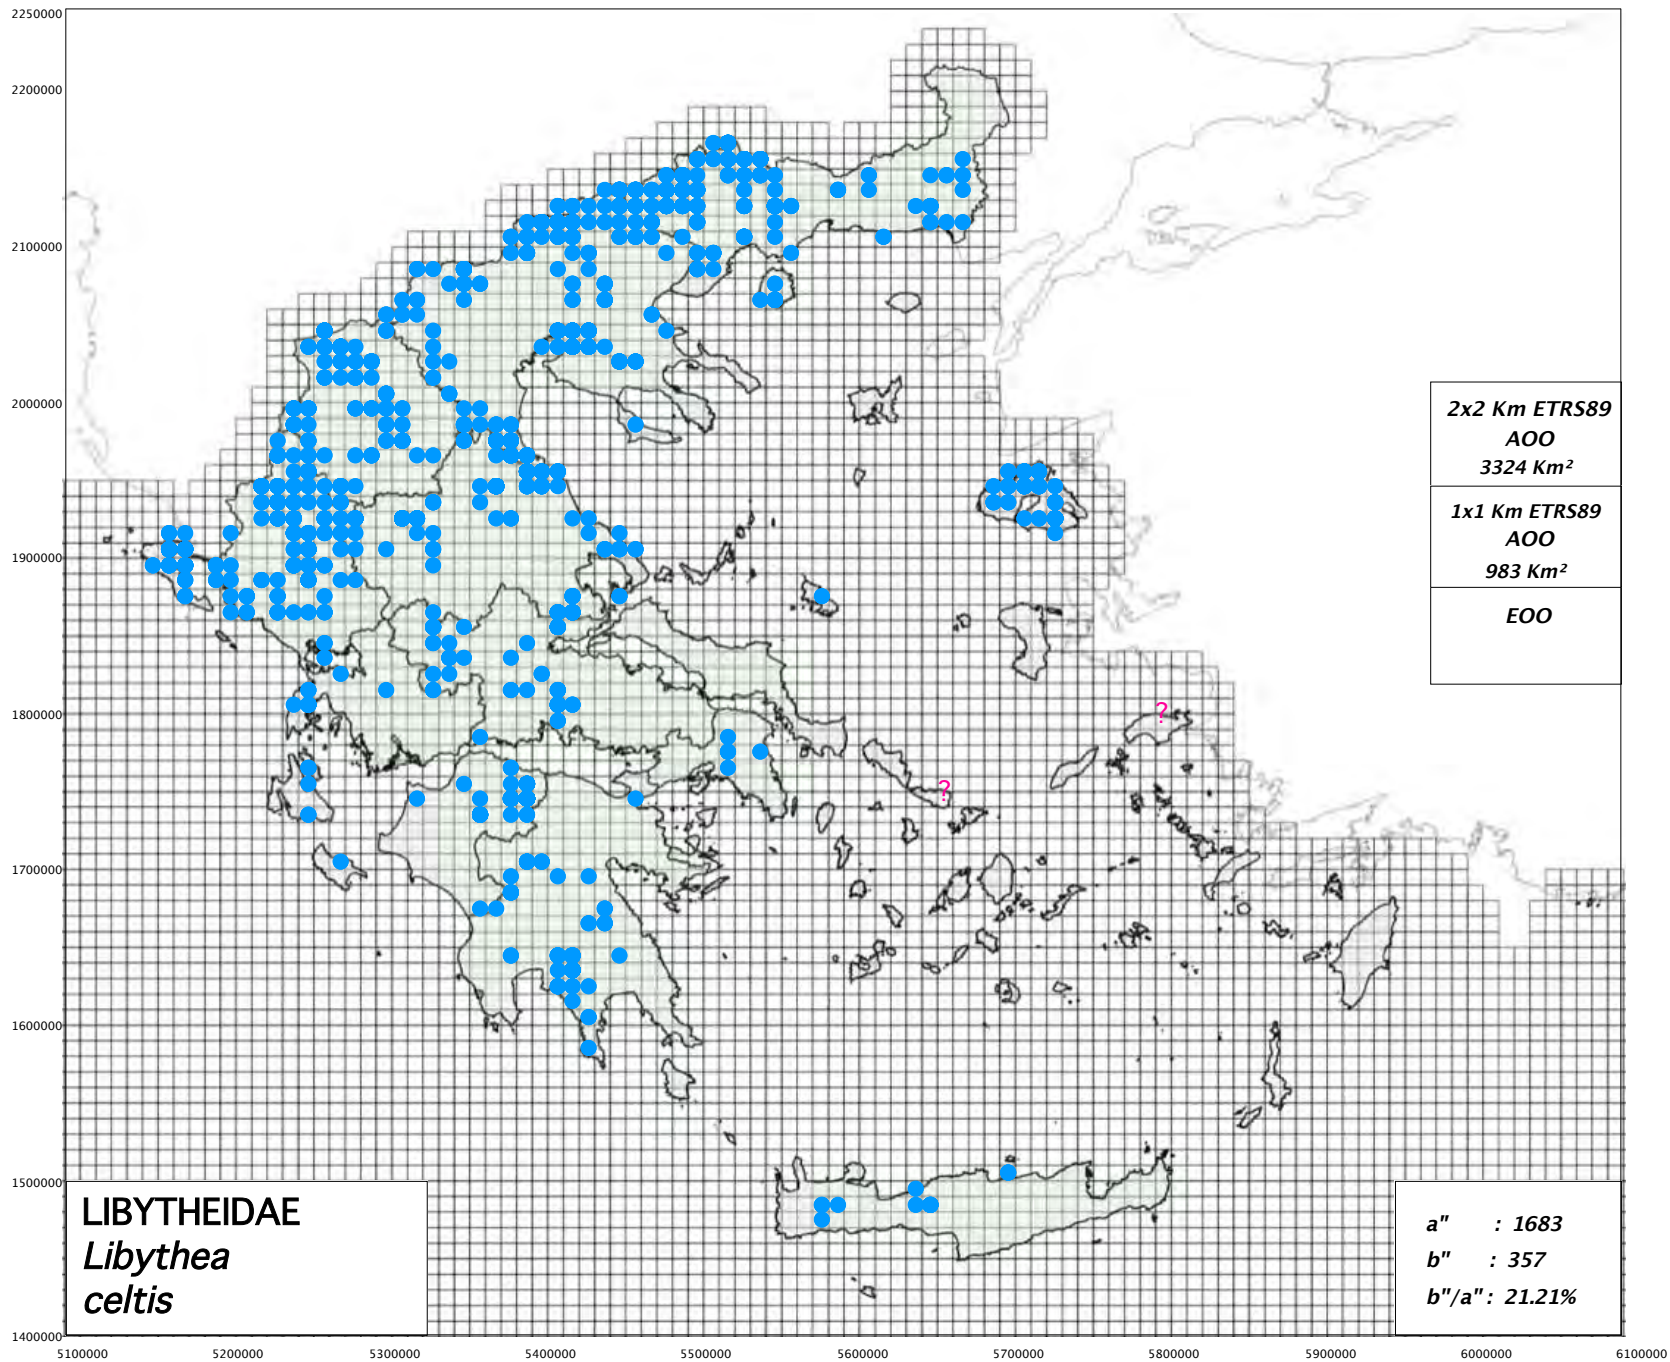 2250000
2200000
2100000
2000000
1900000
1800000
1700000
1600000
1500000
1400000
2x2 Km ETRS89
AOO
3324 Km²
1x1 Km ETRS89
AOO
983 Km²
EOO
?
?
LIBYTHEIDAE
Libythea
celtis
a" : 1683
b" : 357
b"/a" : 21.21%
5100000 5200000 5300000 5400000 5500000 5600000 5700000 5800000 5900000 6000000 6100000